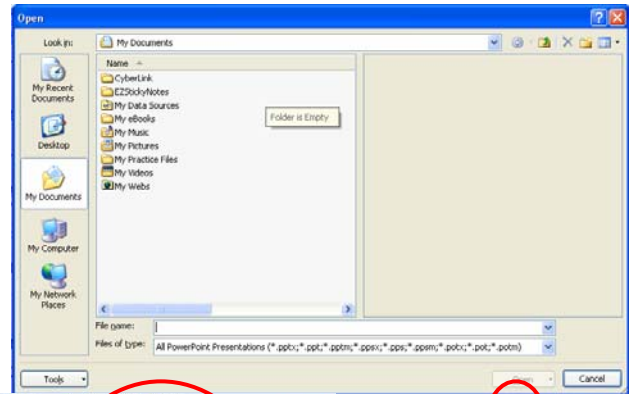 Open
Look in:
My Documents
Name
My Recent
Documents
Desktop
My Documents
My Computer
My Network
Places
CyberLink
EZStickyNotes
My Data Sources
My eBooks
My Music
My Pictures
My Practice Files
My Videos
My Webs
Folder is Empty
File name:
Files of type: All PowerPoint Presentations (*.pptx;*.ppt;*.pptm;*.ppsx;*.pps;*.ppsm;*.potx;*.pot;*.potm)
Tools
Open
Cancel